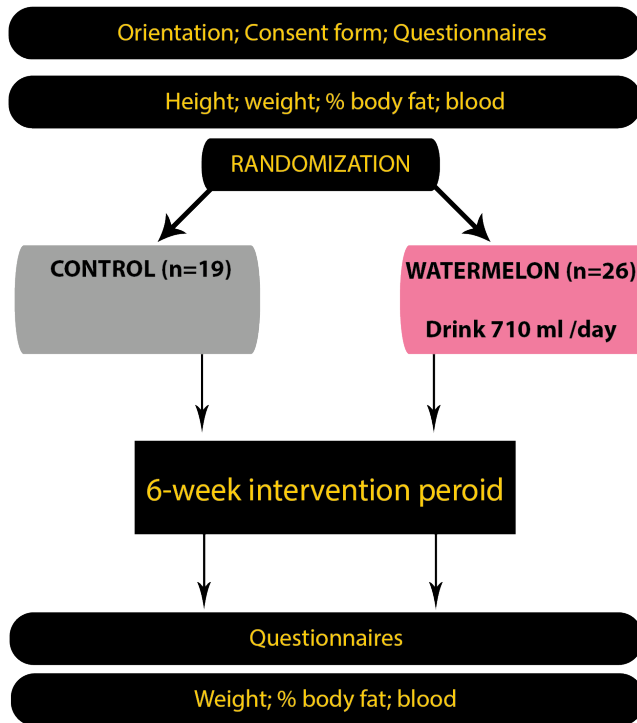 Orientation; Consent form; Questionnaires
Height; weight; % body fat; blood
RANDOMIZATION
CONTROL (n=19)
WATERMELON (n=26)
Drink 710 ml /day
6-week intervention peroid
Questionnaires
Weight; % body fat; blood